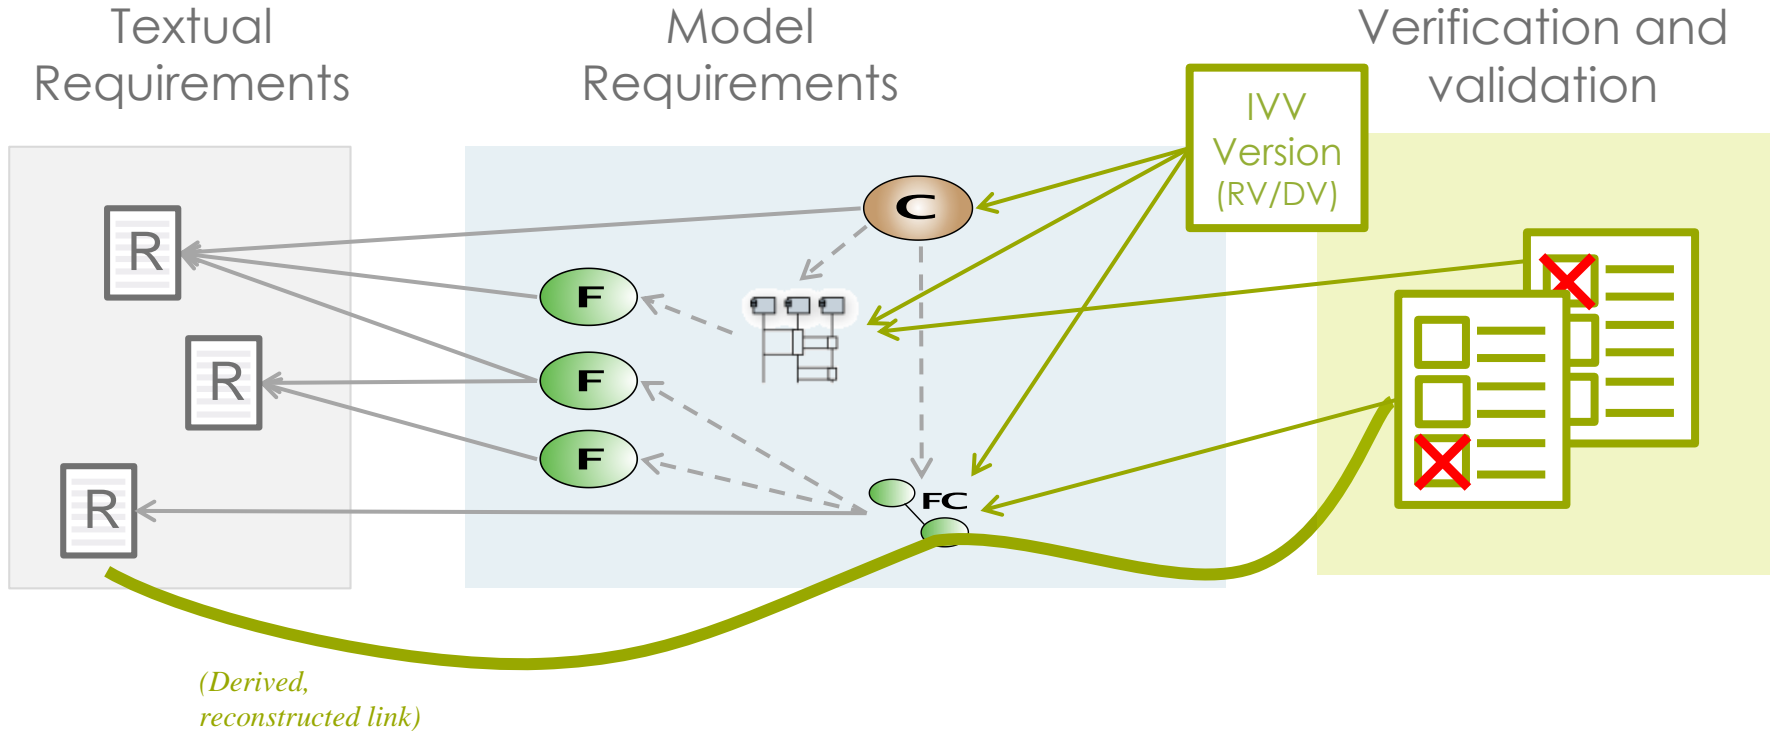 Textual
Requirements
Model
Requirements
Verification and
validation
IVV
Version
(RV/DV)
C
R
F
R
F
F
R
FC
(Derived,
reconstructed link)